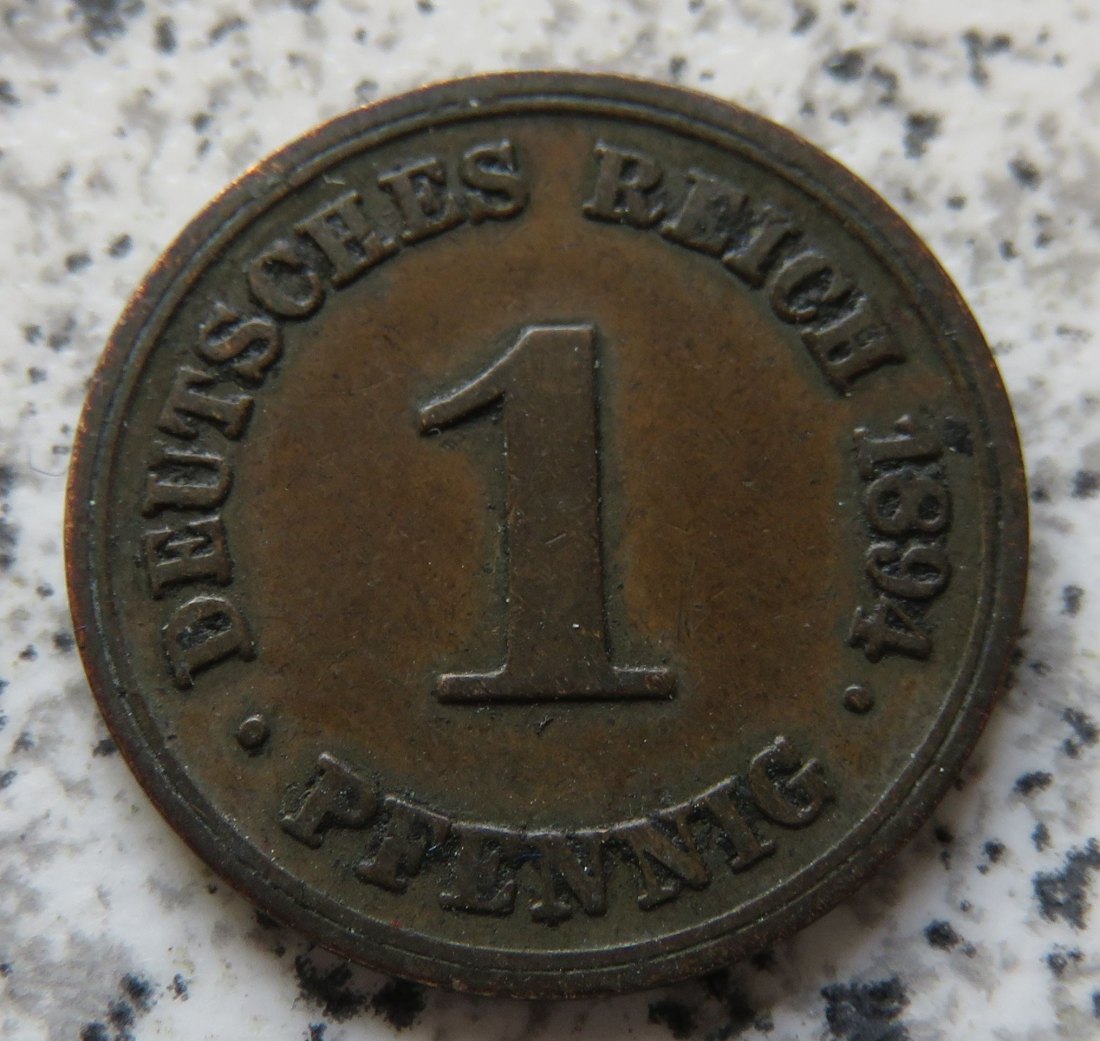 DEUTSCHES REICH 1894
1
· PFENNIG ·